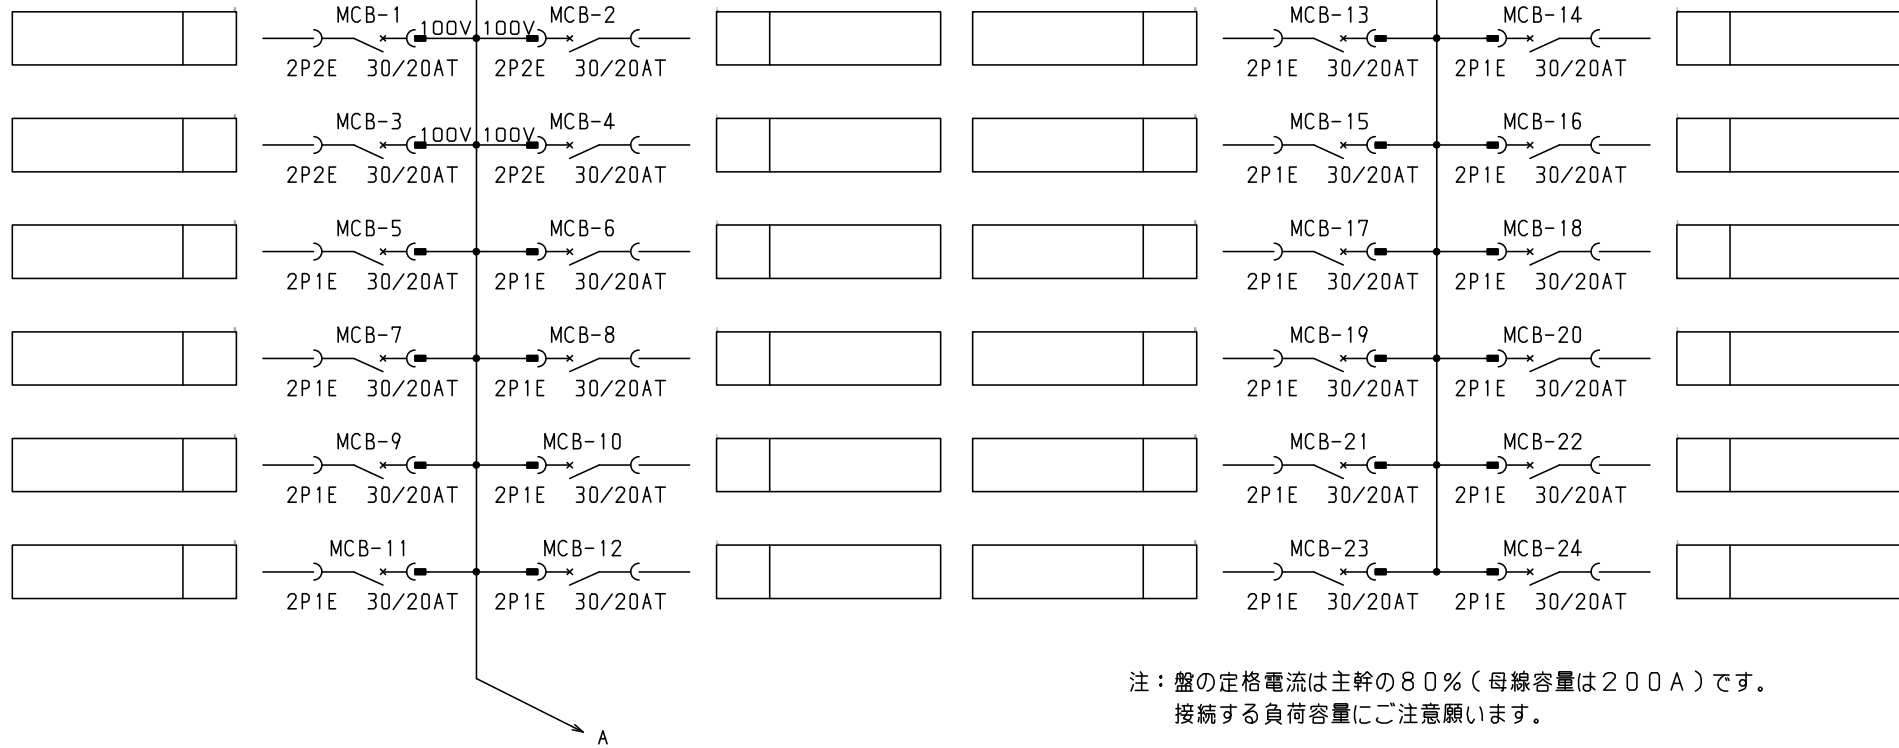 MCB-1 MCB-2 MCB-13 MCB-14
100V 100V
2P2E 30/20AT 2P2E 30/20AT 2P1E 30/20AT 2P1E 30/20AT
MCB-3 MCB-4 MCB-15 MCB-16
100V 100V
2P2E 30/20AT 2P2E 30/20AT 2P1E 30/20AT 2P1E 30/20AT
MCB-5 MCB-6 MCB-17 MCB-18
2P1E 30/20AT 2P1E 30/20AT 2P1E 30/20AT 2P1E 30/20AT
MCB-7 MCB-8 MCB-19 MCB-20
2P1E 30/20AT 2P1E 30/20AT 2P1E 30/20AT 2P1E 30/20AT
MCB-9 MCB-10 MCB-21 MCB-22
2P1E 30/20AT 2P1E 30/20AT 2P1E 30/20AT 2P1E 30/20AT
MCB-11 MCB-12 MCB-23 MCB-24
2P1E 30/20AT 2P1E 30/20AT 2P1E 30/20AT 2P1E 30/20AT
注：盤の定格電流は主幹の８０％（母線容量は２００Ａ）です。
接続する負荷容量にご注意願います。
A